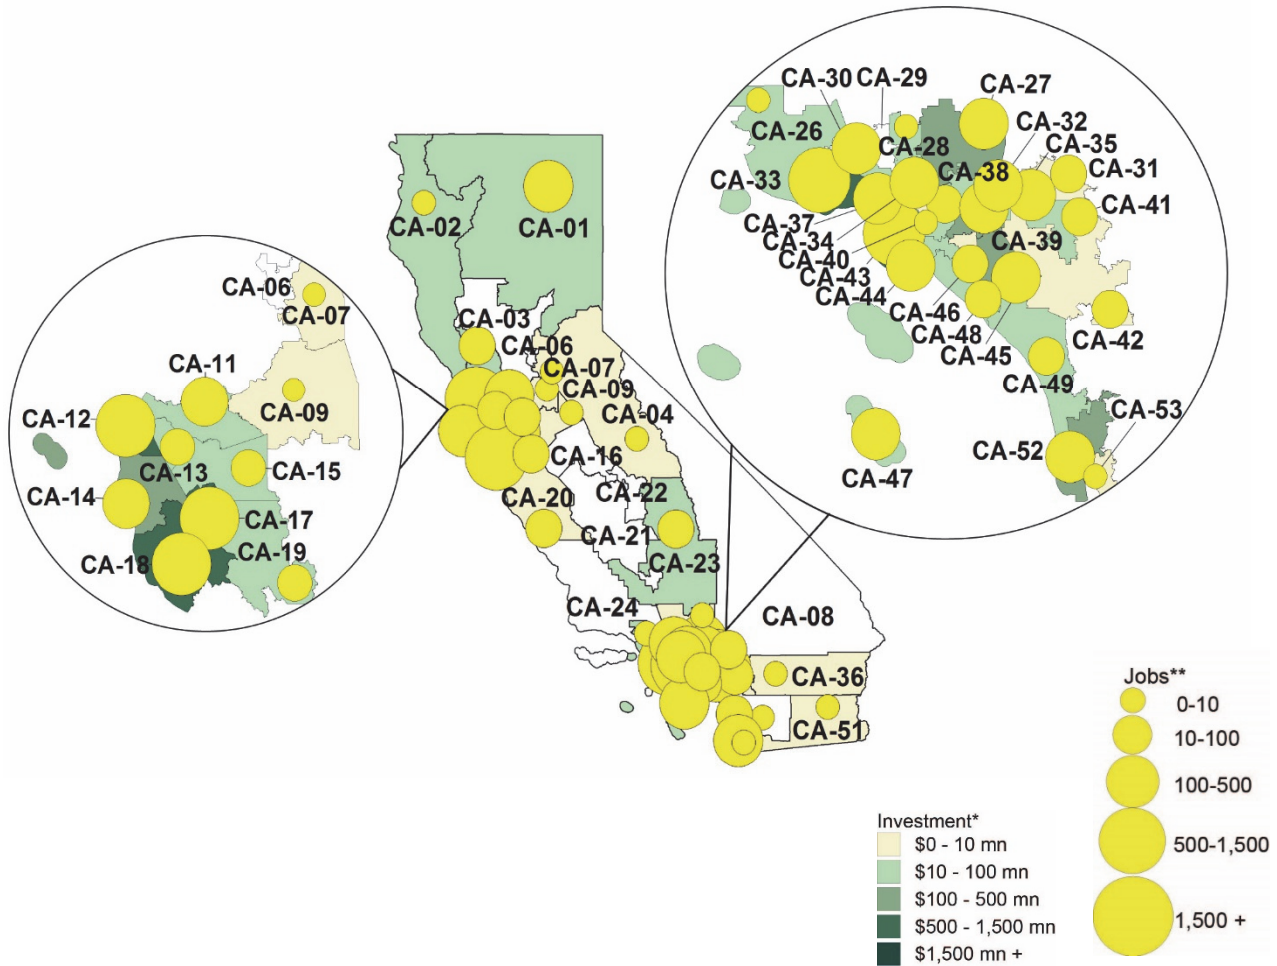 CA-30
CA-29
CA-27
CA-26
CA-28
CA-32
CA-35
CA-31
CA-33
CA-38
CA-41
CA-37
CA-34
CA-40
CA-39
CA-43
CA-44
CA-46
CA-48
CA-45
CA-42
CA-49
CA-53
CA-52
CA-47
CA-02
CA-01
CA-03
CA-06
CA-07
CA-09
CA-04
CA-16
CA-22
CA-20
CA-21
CA-23
CA-24
CA-08
CA-36
CA-51
CA-06
CA-07
CA-11
CA-09
CA-12
CA-13
CA-15
CA-14
CA-17
CA-19
CA-18
Jobs**
0-10
10-100
100-500
500-1,500
1,500 +
Investment*
$0 - 10 mn
$10 - 100 mn
$100 - 500 mn
$500 - 1,500 mn
$1,500 mn +